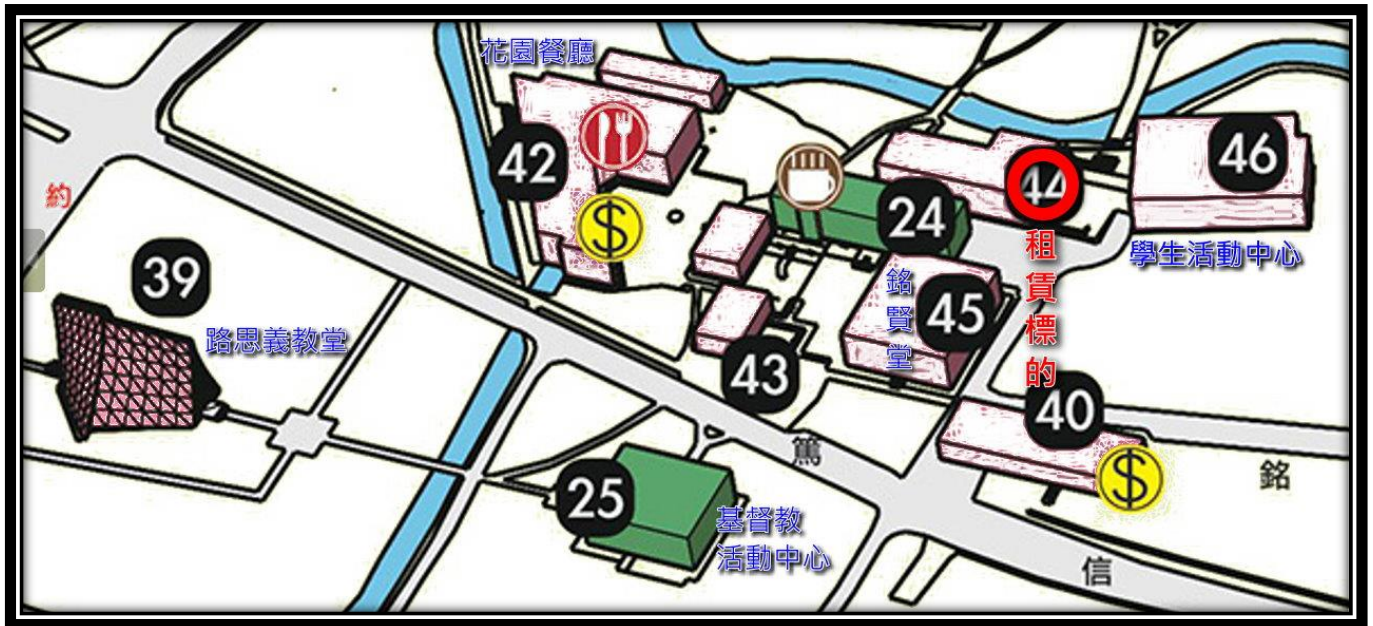 花園餐廳
42
46
44
24
約
租賃標的
學生活動中心
39
$
銘賢堂
45
路思義教堂
43
40
篤
$
銘
25
基督教
活動中心
信